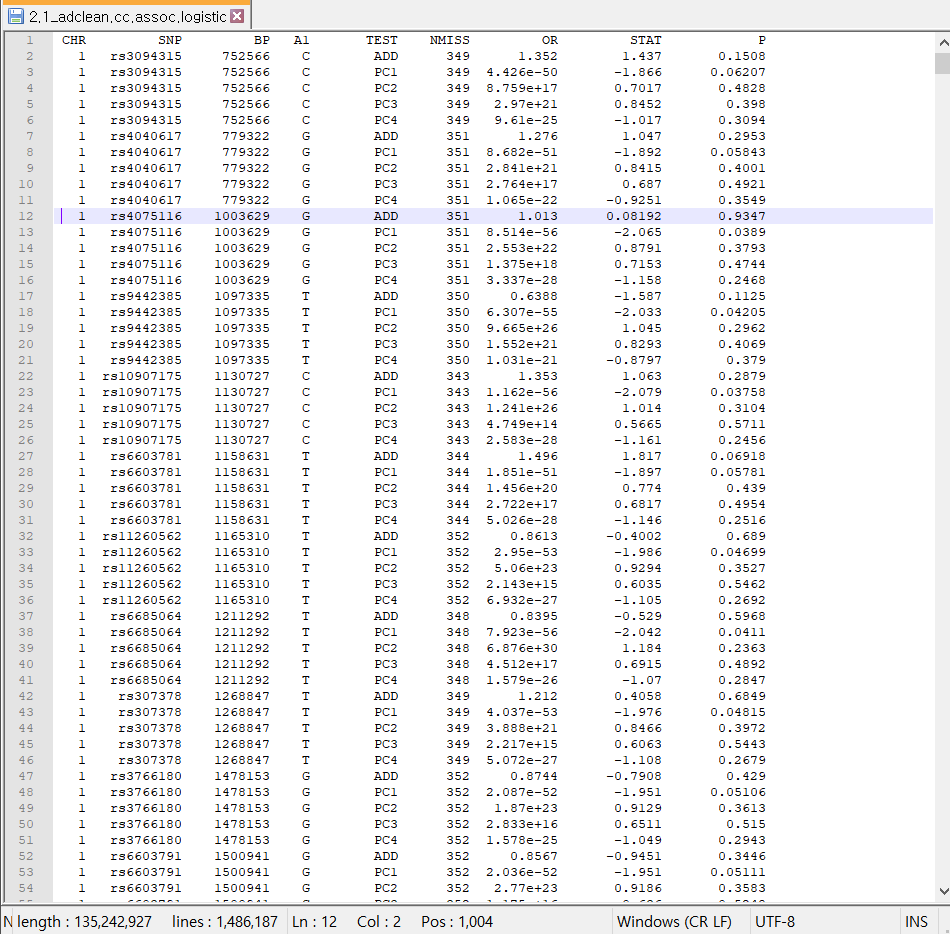 2.1_adclean.cc.assoc.logistic
1 CHR SNP BP A1 TEST NMISS OR STAT P
2 1 rs3094315 752566 C ADD 349 1.352 1.437 0.1508
3 1 rs3094315 752566 C PC1 349 4.426e-50 -1.866 0.06207
4 1 rs3094315 752566 C PC2 349 8.759e+17 0.7017 0.4828
5 1 rs3094315 752566 C PC3 349 2.97e+21 0.8452 0.398
6 1 rs3094315 752566 C PC4 349 9.61e-25 -1.017 0.3094
7 1 rs4040617 779322 G ADD 351 1.276 1.047 0.2953
8 1 rs4040617 779322 G PC1 351 8.682e-51 -1.892 0.05843
9 1 rs4040617 779322 G PC2 351 2.841e+21 0.8415 0.4001
10 1 rs4040617 779322 G PC3 351 2.764e+17 0.687 0.4921
11 1 rs4040617 779322 G PC4 351 1.065e-22 -0.9251 0.3549
12 1 rs4075116 1003629 G ADD 351 1.013 0.08192 0.9347
13 1 rs4075116 1003629 G PC1 351 8.514e-56 -2.065 0.0389
14 1 rs4075116 1003629 G PC2 351 2.553e+22 0.8791 0.3793
15 1 rs4075116 1003629 G PC3 351 1.375e+18 0.7153 0.4744
16 1 rs4075116 1003629 G PC4 351 3.337e-28 -1.158 0.2468
17 1 rs9442385 1097335 T ADD 350 0.6388 -1.587 0.1125
18 1 rs9442385 1097335 T PC1 350 6.307e-55 -2.033 0.04205
19 1 rs9442385 1097335 T PC2 350 9.665e+26 1.045 0.2962
20 1 rs9442385 1097335 T PC3 350 1.552e+21 0.8293 0.4069
21 1 rs9442385 1097335 T PC4 350 1.031e-21 -0.8797 0.379
22 1 rs10907175 1130727 C ADD 343 1.353 1.063 0.2879
23 1 rs10907175 1130727 C PC1 343 1.162e-56 -2.079 0.03758
24 1 rs10907175 1130727 C PC2 343 1.241e+26 1.014 0.3104
25 1 rs10907175 1130727 C PC3 343 4.749e+14 0.5665 0.5711
26 1 rs10907175 1130727 C PC4 343 2.583e-28 -1.161 0.2456
27 1 rs6603781 1158631 T ADD 344 1.496 1.817 0.06918
28 1 rs6603781 1158631 T PC1 344 1.851e-51 -1.897 0.05781
29 1 rs6603781 1158631 T PC2 344 1.456e+20 0.774 0.439
30 1 rs6603781 1158631 T PC3 344 2.722e+17 0.6817 0.4954
31 1 rs6603781 1158631 T PC4 344 5.026e-28 -1.146 0.2516
32 1 rs11260562 1165310 T ADD 352 0.8613 -0.4002 0.689
33 1 rs11260562 1165310 T PC1 352 2.95e-53 -1.986 0.04699
34 1 rs11260562 1165310 T PC2 352 5.06e+23 0.9294 0.3527
35 1 rs11260562 1165310 T PC3 352 2.143e+15 0.6035 0.5462
36 1 rs11260562 1165310 T PC4 352 6.932e-27 -1.105 0.2692
37 1 rs6685064 1211292 T ADD 348 0.8395 -0.529 0.5968
38 1 rs6685064 1211292 T PC1 348 7.923e-56 -2.042 0.0411
39 1 rs6685064 1211292 T PC2 348 6.876e+30 1.184 0.2363
40 1 rs6685064 1211292 T PC3 348 4.512e+17 0.6915 0.4892
41 1 rs6685064 1211292 T PC4 348 1.579e-26 -1.07 0.2847
42 1 rs307378 1268847 T ADD 349 1.212 0.4058 0.6849
43 1 rs307378 1268847 T PC1 349 4.037e-53 -1.976 0.04815
44 1 rs307378 1268847 T PC2 349 3.888e+21 0.8466 0.3972
45 1 rs307378 1268847 T PC3 349 2.217e+15 0.6063 0.5443
46 1 rs307378 1268847 T PC4 349 5.072e-27 -1.108 0.2679
47 1 rs3766180 1478153 G ADD 352 0.8744 -0.7908 0.429
48 1 rs3766180 1478153 G PC1 352 2.087e-52 -1.951 0.05106
49 1 rs3766180 1478153 G PC2 352 1.87e+23 0.9129 0.3613
50 1 rs3766180 1478153 G PC3 352 2.833e+16 0.6511 0.515
51 1 rs3766180 1478153 G PC4 352 1.578e-25 -1.049 0.2943
52 1 rs6603791 1500941 G ADD 352 0.8567 -0.9451 0.3446
53 1 rs6603791 1500941 G PC1 352 2.036e-52 -1.951 0.05111
54 1 rs6603791 1500941 G PC2 352 2.77e+23 0.9186 0.3583
N length : 135,242,927 lines : 1,486,187 Ln : 12 Col : 2 Pos : 1,004 Windows (CR LF) UTF-8 INS